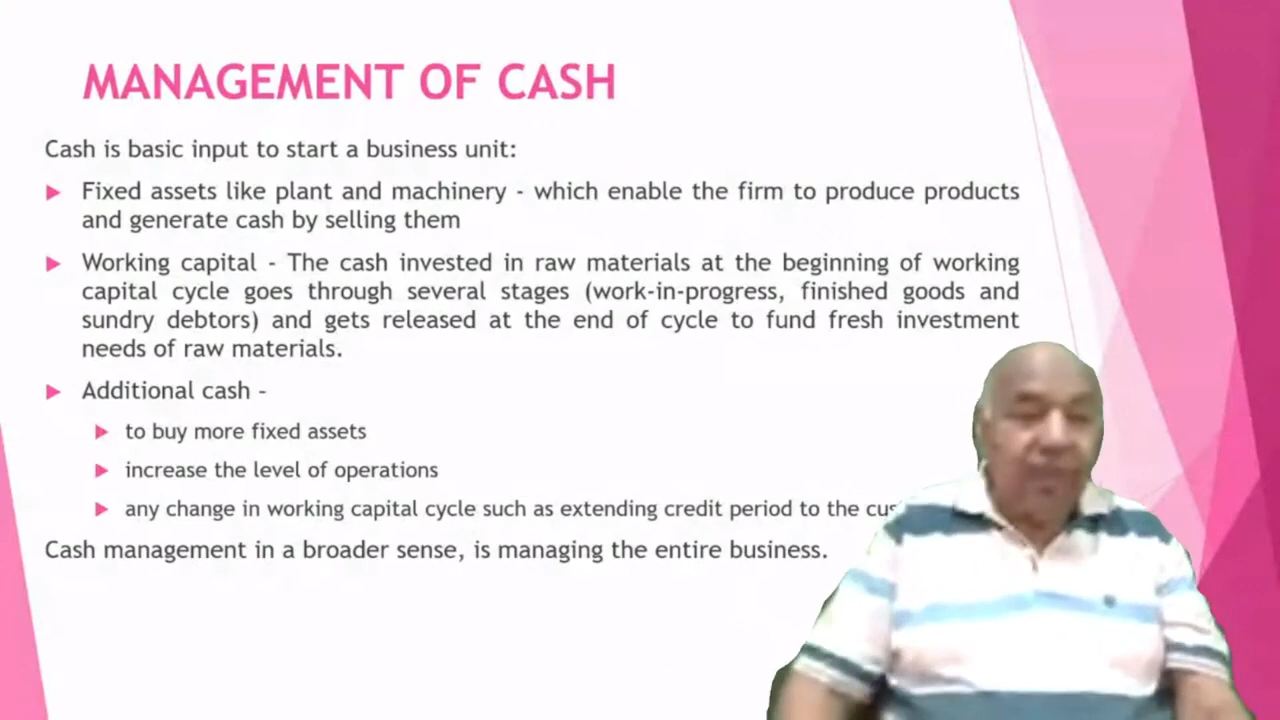 MANAGEMENT OF CASH
Cash is basic input to start a business unit:
Fixed assets like plant and machinery - which enable the firm to produce products
and generate cash by selling them
Working capital - The cash invested in raw materials at the beginning of working
capital cycle goes through several stages (work-in-progress, finished goods and
sundry debtors) and gets released at the end of cycle to fund fresh investment
needs of raw materials.
Additional cash -
to buy more fixed assets
increase the level of operations
any change in working capital cycle such as extending credit period to the
Cash management in a broader sense, is managing the entire business.